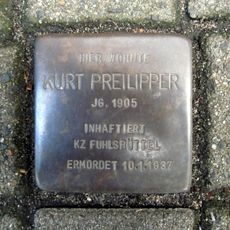 HIER WOHNTE
KURT PREILIPPER
JG. 1905
INHAFTIERT
KZ FUHLSBÜTTEL
ERMORDET 10.1.1937